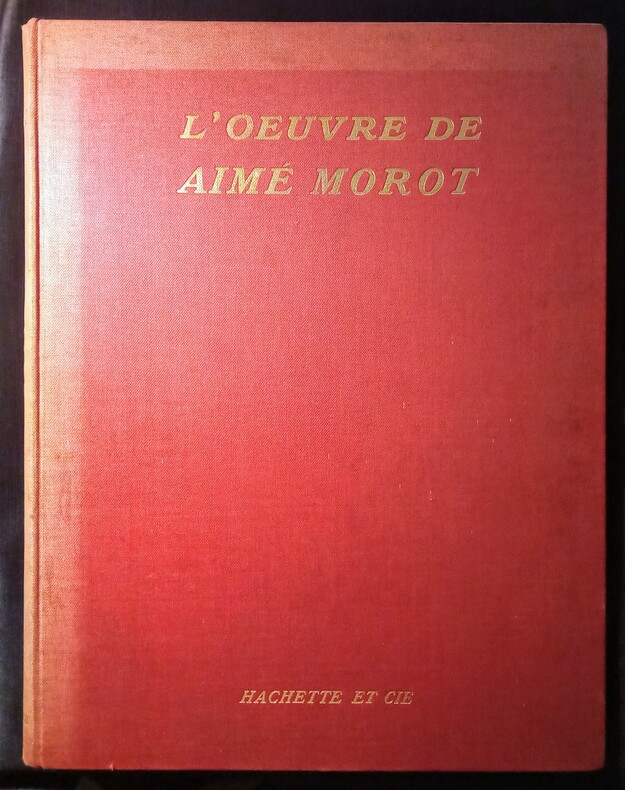 L'OEUVRE DE
AIMÉ MOROT
HACHETTE ET CIE